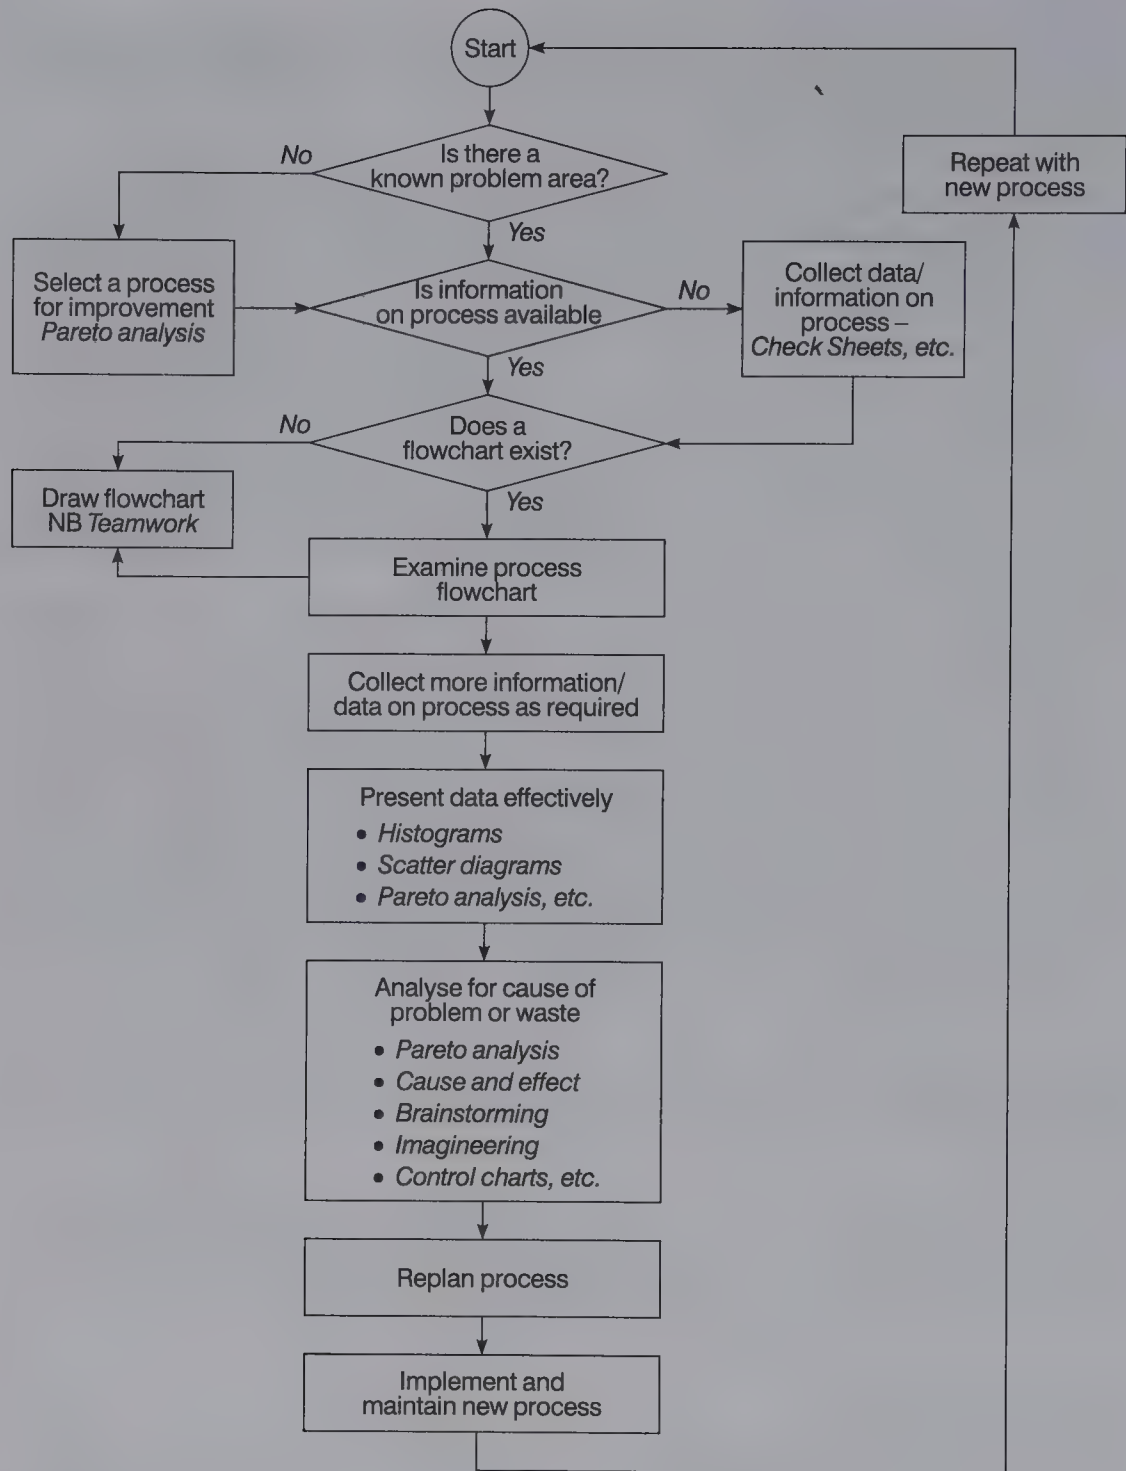 Start
No
Is there a
known problem area?
Repeat with
new process
Yes
Select a process
for improvement
Pareto analysis
Is information
on process available
No
Collect data/
information on
process –
Check Sheets, etc.
Yes
No
Does a
flowchart exist?
Draw flowchart
NB Teamwork
Yes
Examine process
flowchart
Collect more information/
data on process as required
Present data effectively
• Histograms
• Scatter diagrams
• Pareto analysis, etc.
Analyse for cause of
problem or waste
• Pareto analysis
• Cause and effect
• Brainstorming
• Imagineering
• Control charts, etc.
Replan process
Implement and
maintain new process